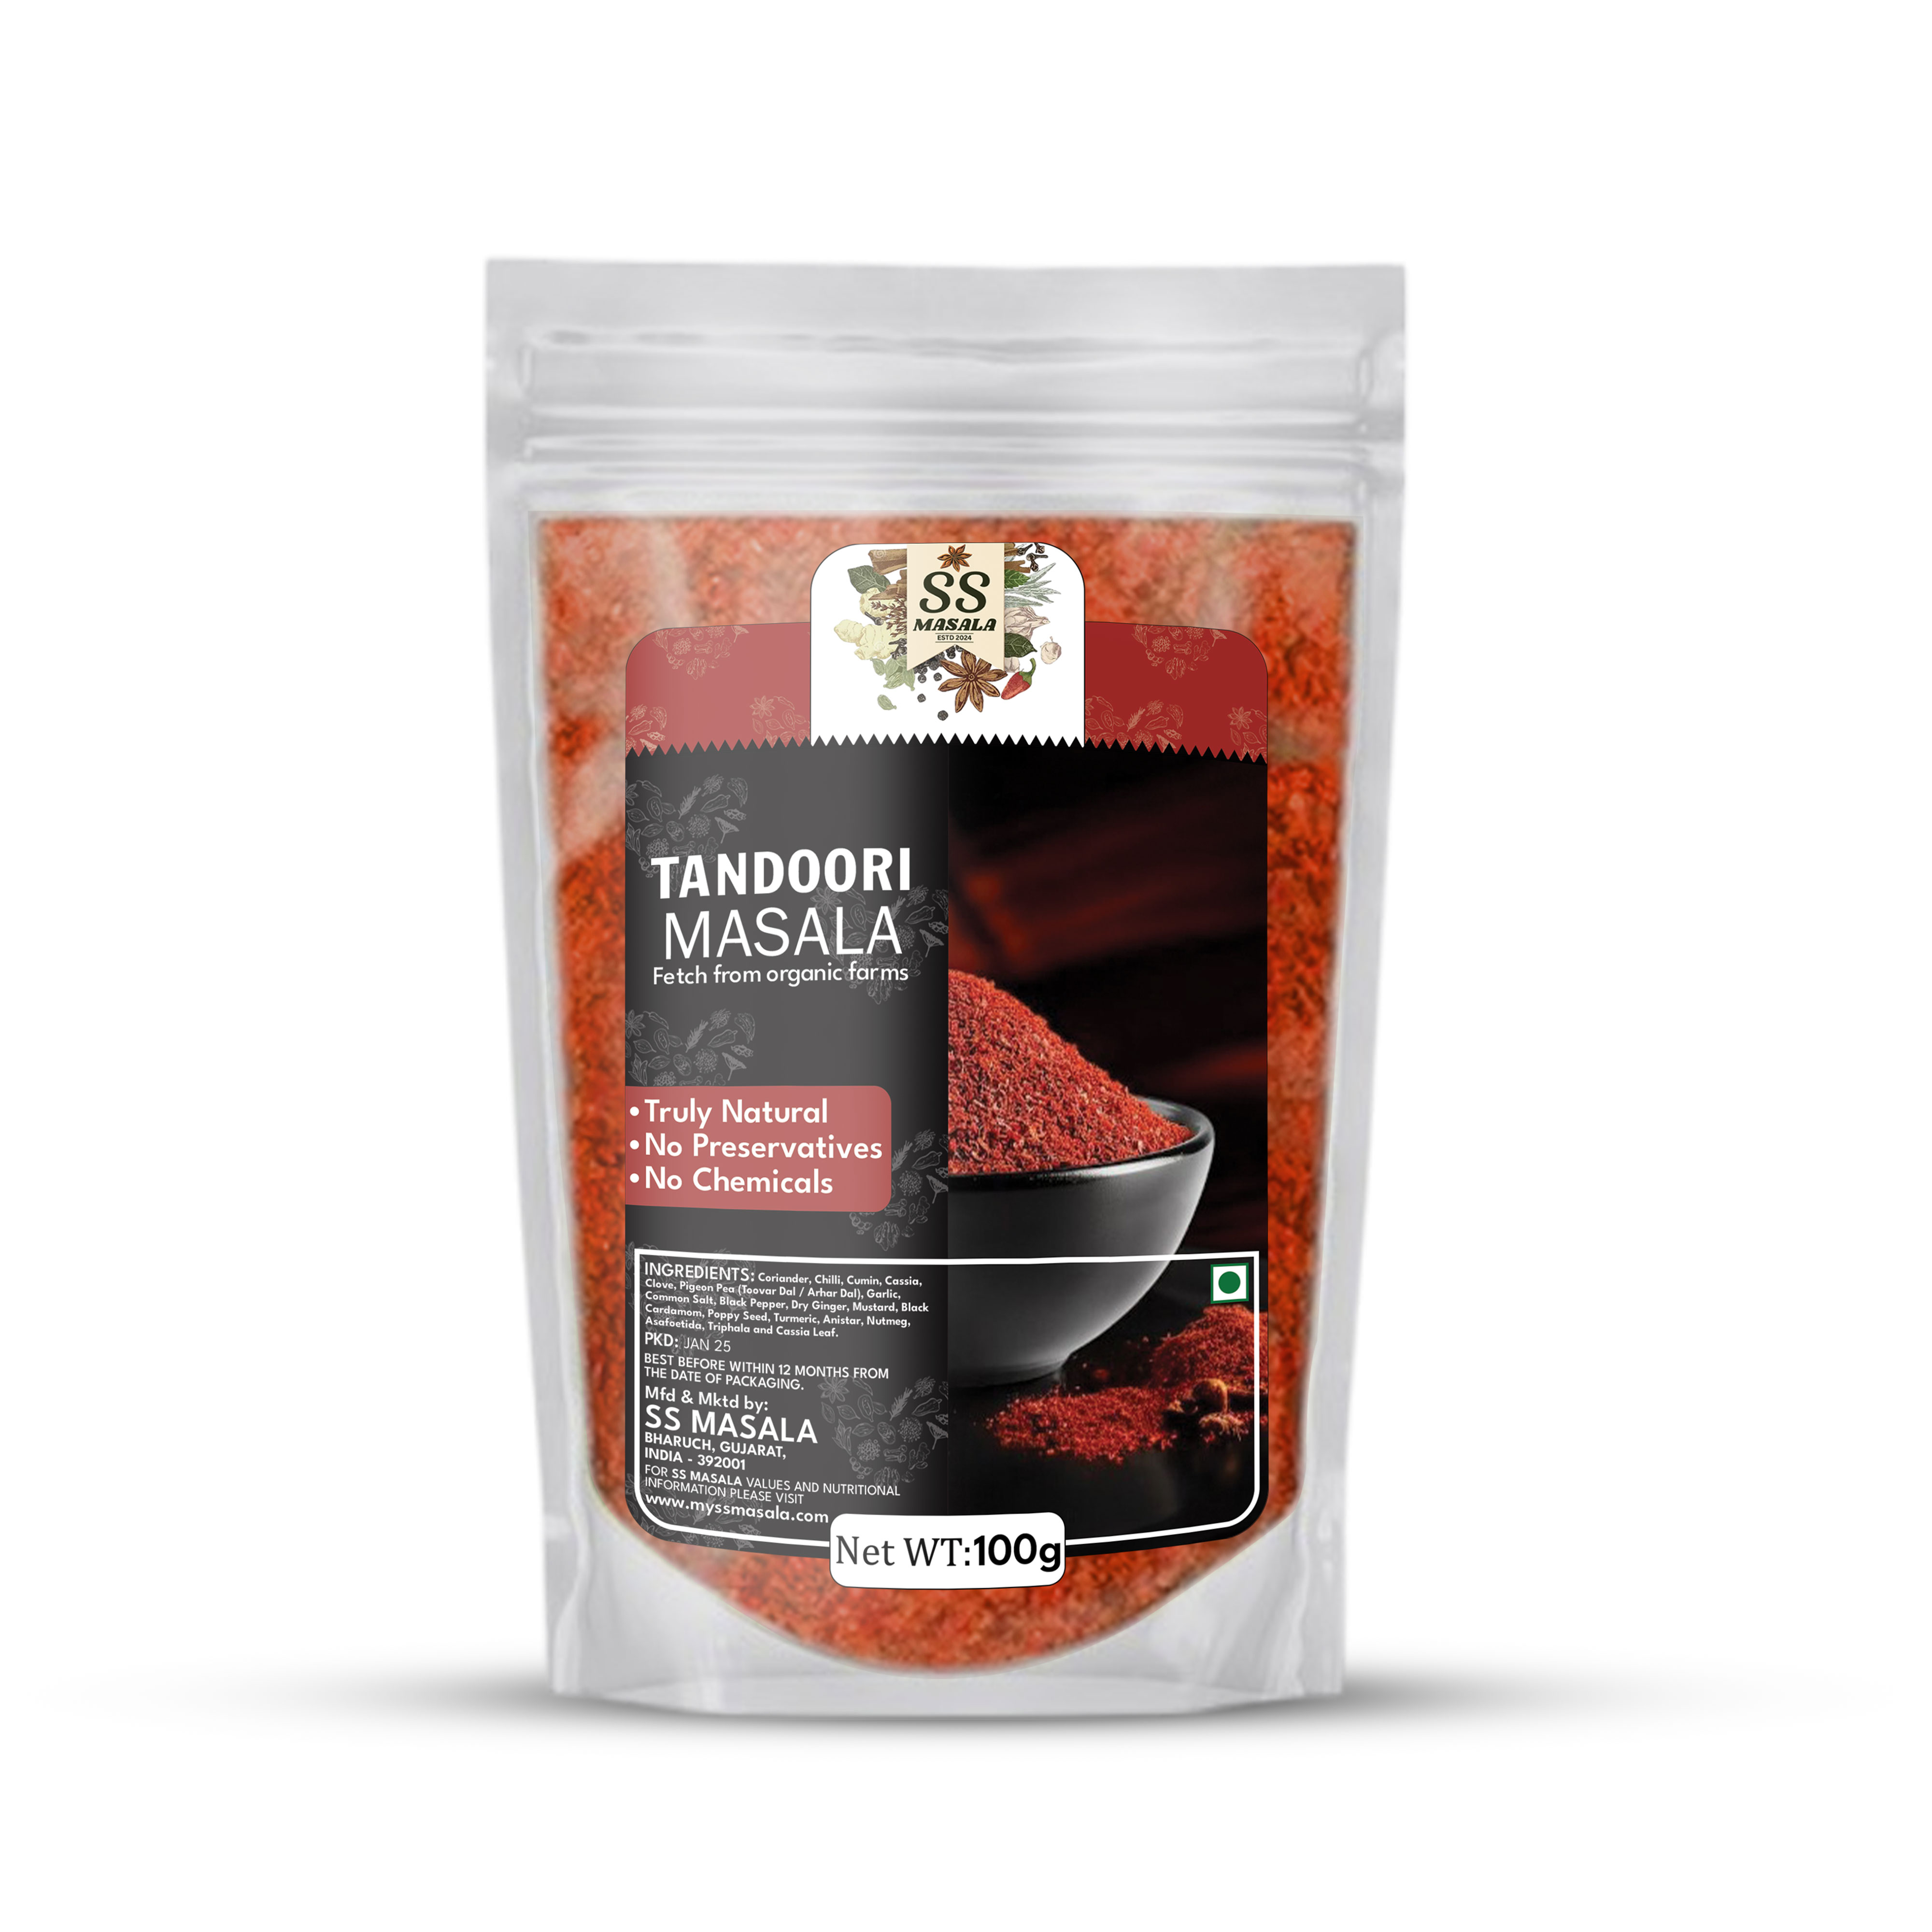 SS
MASALA
ESTD 2024
TANDOORI
MASALA
Fetch from organic farms
• Truly Natural
• No Preservatives
• No Chemicals
INGREDIENTS: Coriander, Chilli, Cumin, Cassia,
Clove, Pigeon Pea (Toovar Dal / Arhar Dal), Garlic,
Common Salt, Black Pepper, Dry Ginger, Mustard, Black
Cardamom, Poppy Seed, Turmeric, Anistar, Nutmeg,
Asafoetida, Triphala and Cassia Leaf.
PKD: JAN 25
BEST BEFORE WITHIN 12 MONTHS FROM
THE DATE OF PACKAGING.
Mfd & Mktd by:
SS MASALA
BHARUCH, GUJARAT,
INDIA - 392001
FOR SS MASALA VALUES AND NUTRITIONAL
INFORMATION PLEASE VISIT
www.myssmasala.com
Net WT:100g